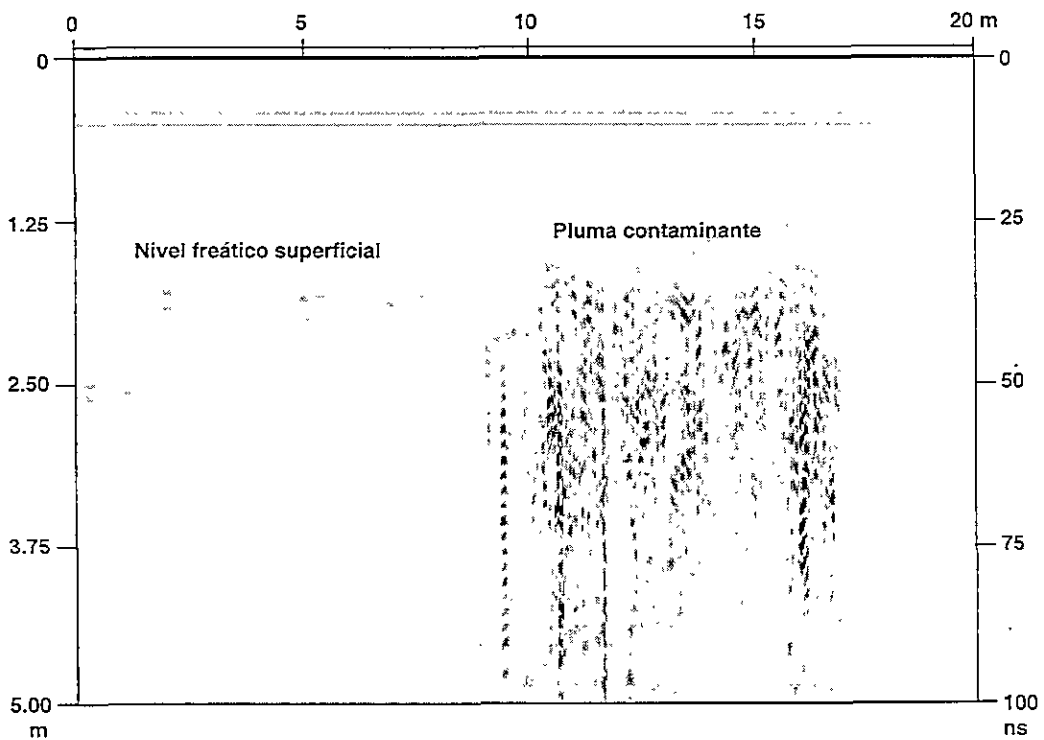 0 5 10 15 20 m
0 0
1.25 25
Nível freático superficial
Pluma contaminante
2.50 50
3.75 75
5.00 100
m ns